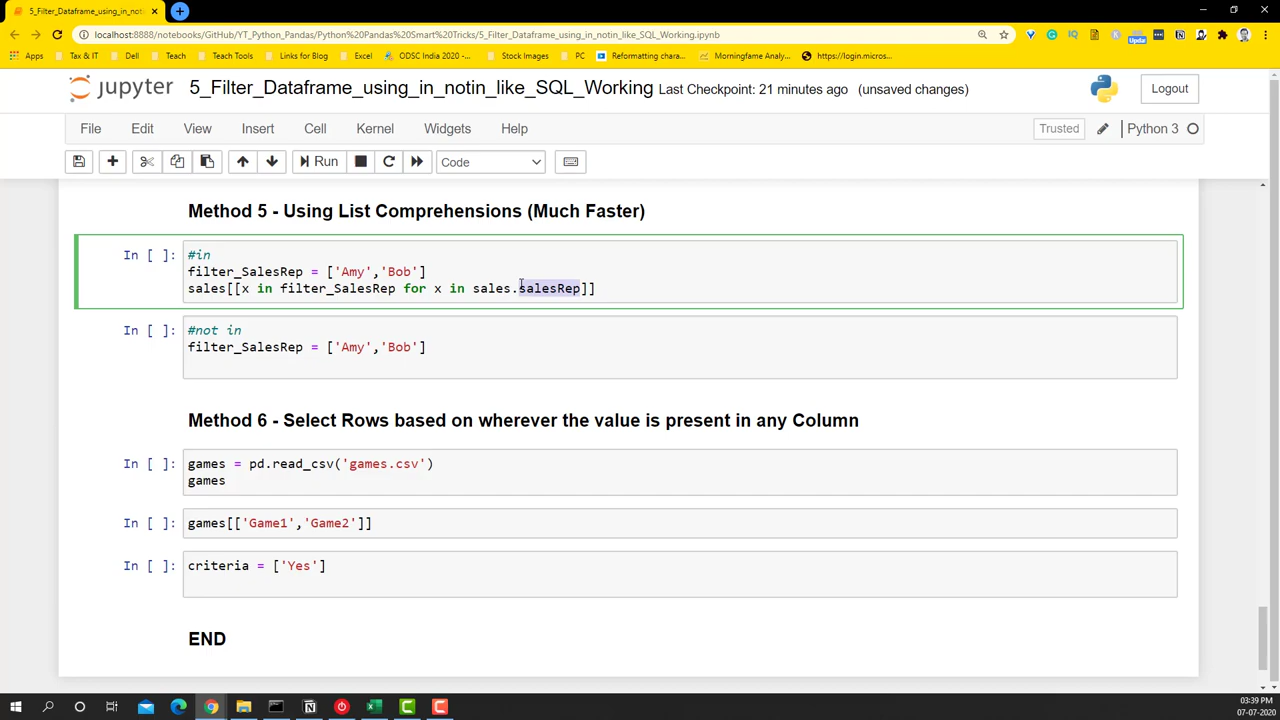 5_Filter_Dataframe_using_in_notin
localhost:8888/notebooks/GitHub/YT_Python_Pandas/Python%20Pandas%20Smart%20Tricks/5_Filter_Dataframe_using_in_notin_like_SQL_Working.ipynb
Apps Tax & IT Dell Teach Teach Tools Links for Blog Excel ODSC India 2020 -... Stock Images PC Reformatting chara... Morningfame Analy... https://login.micros...
jupyter 5_Filter_Dataframe_using_in_notin_like_SQL_Working Last Checkpoint: 21 minutes ago (unsaved changes) Logout
File Edit View Insert Cell Kernel Widgets Help Trusted Python 3
Run Code
Method 5 - Using List Comprehensions (Much Faster)
In [ ]: #in
filter_SalesRep = ['Amy','Bob']
sales[[x in filter_SalesRep for x in sales.salesRep]]
In [ ]: #not in
filter_SalesRep = ['Amy','Bob']
Method 6 - Select Rows based on wherever the value is present in any Column
In [ ]: games = pd.read_csv('games.csv')
games
In [ ]: games[['Game1','Game2']]
In [ ]: criteria = ['Yes']
END
03:39 PM
07-07-2020